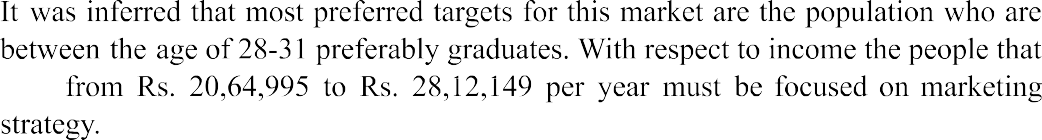 It was inferred that most preferred targets for this market are the population who are
between the age of 28-31 preferably graduates. With respect to income the people that
from Rs. 20,64,995 to Rs. 28,12,149 per year must be focused on marketing
strategy.